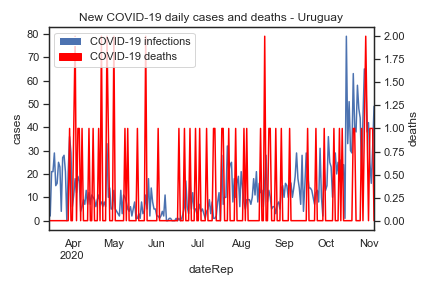 New COVID-19 daily cases and deaths - Uruguay
COVID-19 infections
COVID-19 deaths
80
70
60
50
40
30
20
10
0
cases
2.00
1.75
1.50
1.25
1.00
0.75
0.50
0.25
0.00
deaths
Apr May Jun Jul Aug Sep Oct Nov
2020
dateRep